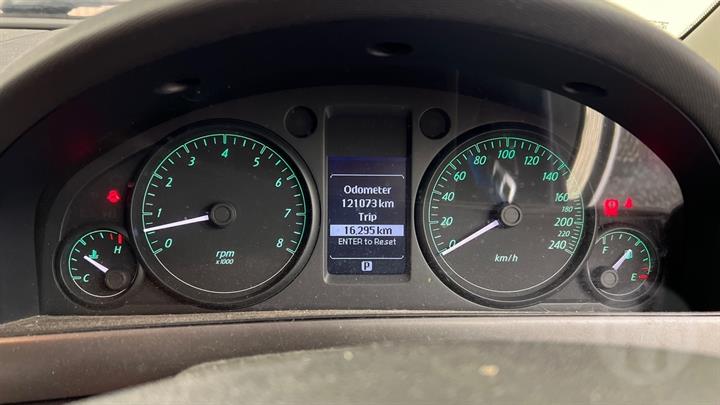 0 1 2 3 4 5 6 7 8
rpm
x1000
C H
Odometer
121073 km
Trip
16.295 km
ENTER to Reset
P
0 20 40 60 80 100 120 140 160 180 200 220 240
km/h
F E